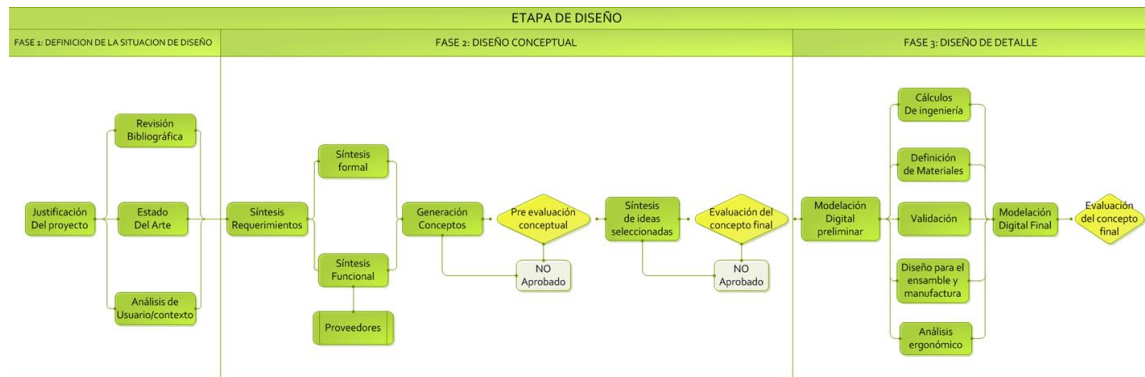 ETAPA DE DISEÑO
FASE 1: DEFINICION DE LA SITUACION DE DISEÑO
FASE 2: DISEÑO CONCEPTUAL
FASE 3: DISEÑO DE DETALLE
Justificación
Del proyecto
Revisión
Bibliográfica
Estado
Del Arte
Análisis de
Usuario/contexto
Síntesis
Requerimientos
Síntesis
formal
Síntesis
Funcional
Proveedores
Generación
Conceptos
Pre evaluación
conceptual
NO
Aprobado
Síntesis
de ideas
seleccionadas
Evaluación del
concepto final
NO
Aprobado
Modelación
Digital
preliminar
Cálculos
De ingeniería
Definición
de Materiales
Validación
Diseño para el
ensamble y
manufactura
Análisis
ergonómico
Modelación
Digital Final
Evaluación
del concepto
final